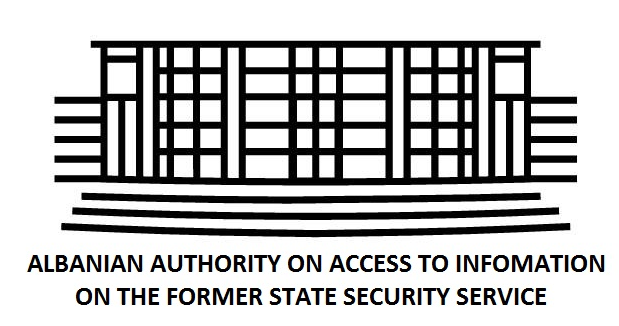 ALBANIAN AUTHORITY ON ACCESS TO INFOMATION
ON THE FORMER STATE SECURITY SERVICE